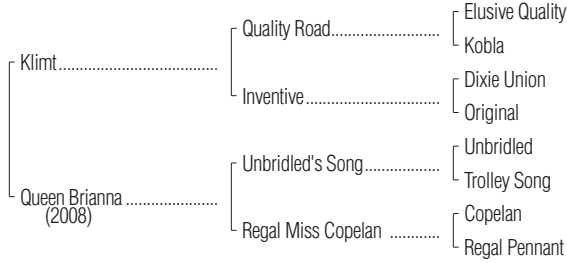 Elusive Quality
Quality Road
Kobla
Klimt
Dixie Union
Inventive
Original
Unbridled
Unbridled's Song
Trolley Song
Queen Brianna
(2008)
Copelan
Regal Miss Copelan
Regal Pennant